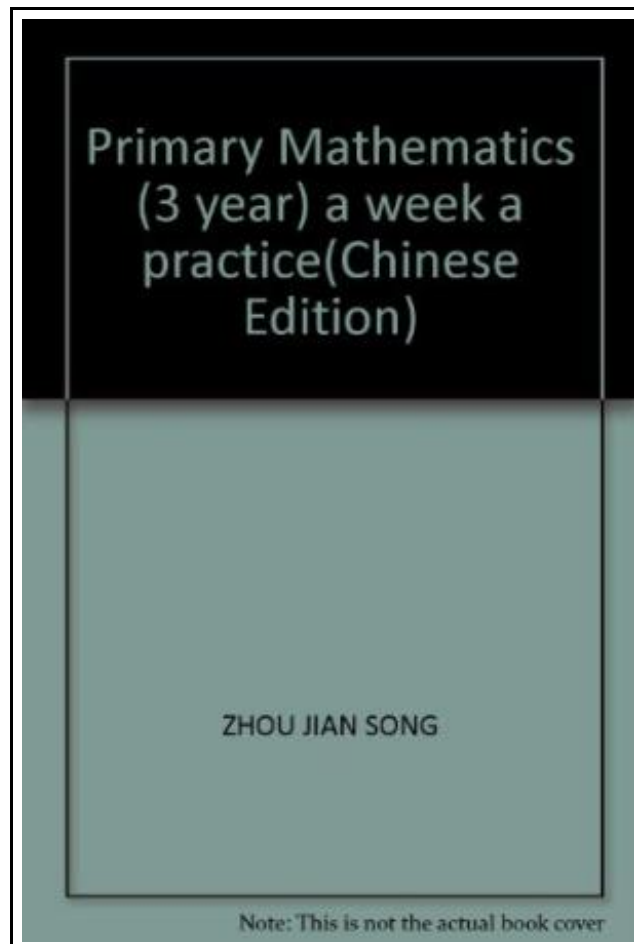 Primary Mathematics
(3 year) a week a
practice(Chinese
Edition)
ZHOU JIAN SONG
Note: This is not the actual book cover